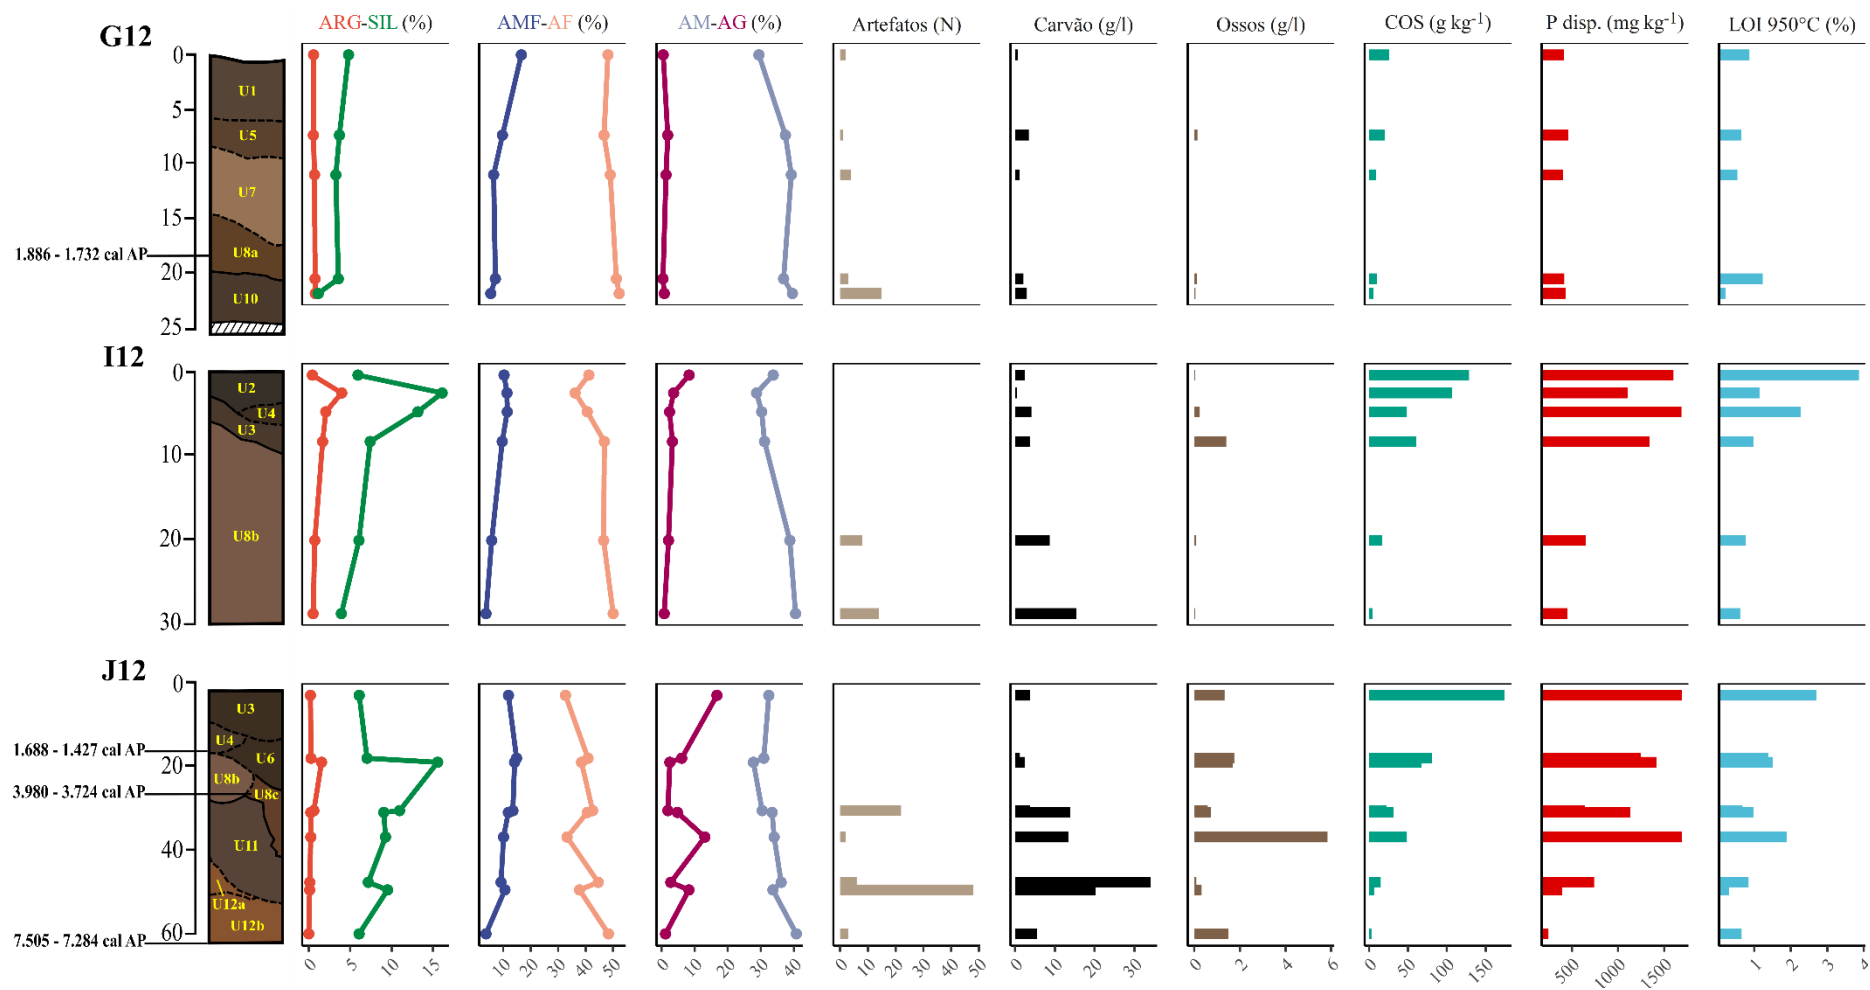 ARG-SIL (%) AMF-AF (%) AM-AG (%) Artefatos (N) Carvão (g/l) Ossos (g/l) COS (g kg-1) P disp. (mg kg-1) LOI 950°C (%)
G12
0
U1
5
U5
10
U7
15
1.886 - 1.732 cal AP
U8a
20
U10
25
I12
0
U2
U4
U3
10
20
U8b
30
J12
0
U3
U4
1.688 - 1.427 cal AP
U6
20
U8b
3.980 - 3.724 cal AP
U8c
U11
40
U12a
U12b
60
7.505 - 7.284 cal AP
0 5 10 15 10 20 30 40 50 0 10 20 30 40 0 10 20 30 40 50 0 10 20 30 0 2 4 6 0 50 100 150 500 1000 1500 1 2 3 4